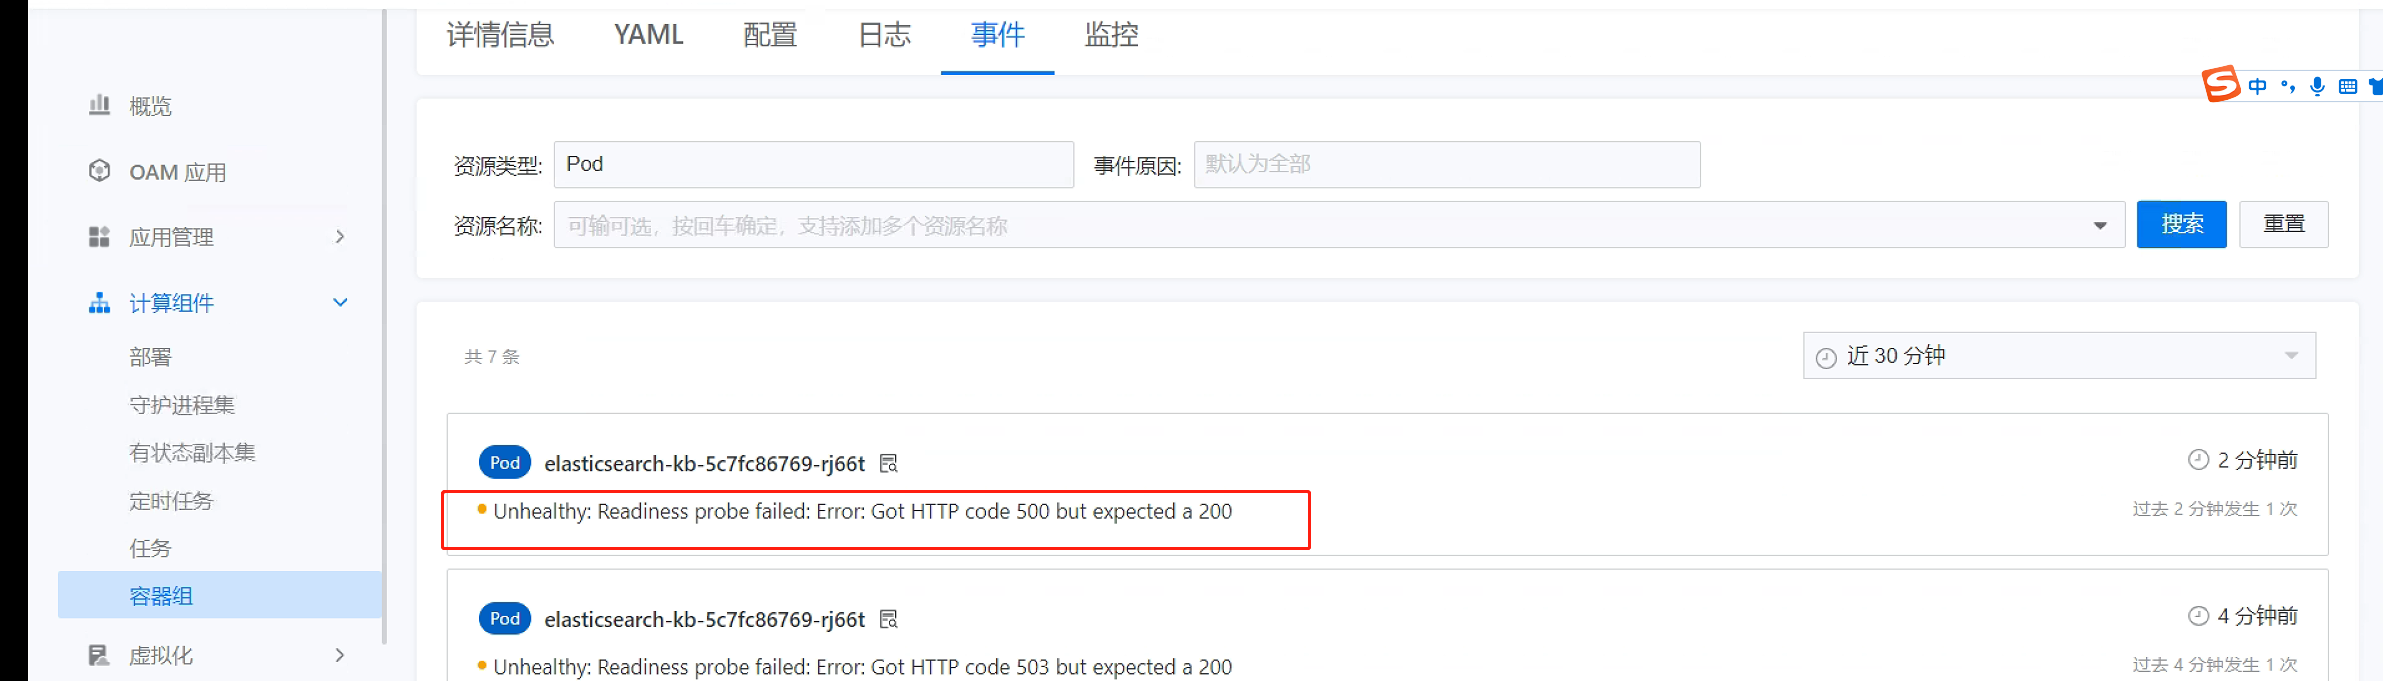 详情信息 YAML 配置 日志 事件 监控
中
概览
OAM 应用
应用管理
计算组件
部署
守护进程集
有状态副本集
定时任务
任务
容器组
虚拟化
资源类型: Pod 事件原因: 默认为全部
资源名称: 可输可选，按回车确定，支持添加多个资源名称 搜索 重置
共 7 条 近 30 分钟
Pod elasticsearch-kb-5c7fc86769-rj66t 2 分钟前
Unhealthy: Readiness probe failed: Error: Got HTTP code 500 but expected a 200 过去 2 分钟发生 1 次
Pod elasticsearch-kb-5c7fc86769-rj66t 4 分钟前
Unhealthy: Readiness probe failed: Error: Got HTTP code 503 but expected a 200 过去 4 分钟发生 1 次